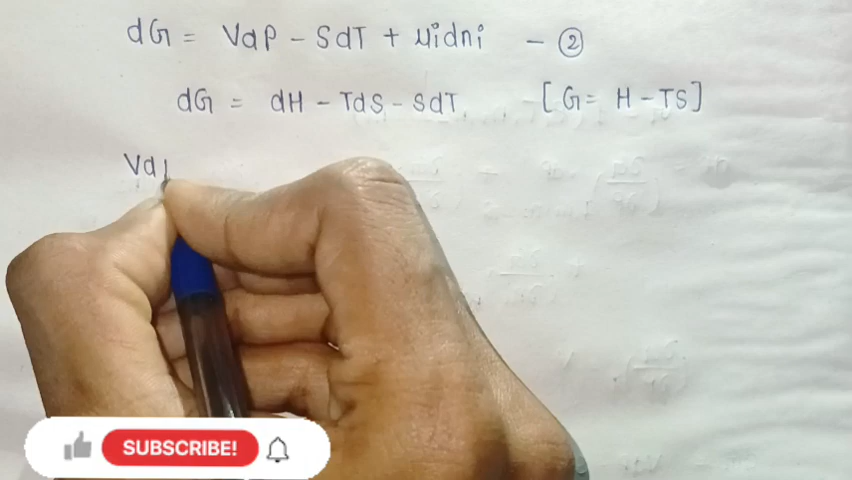 dG = VdP - SdT + μidni - ②
dG = dH - TdS - SdT [G = H - TS]
Vd
SUBSCRIBE!